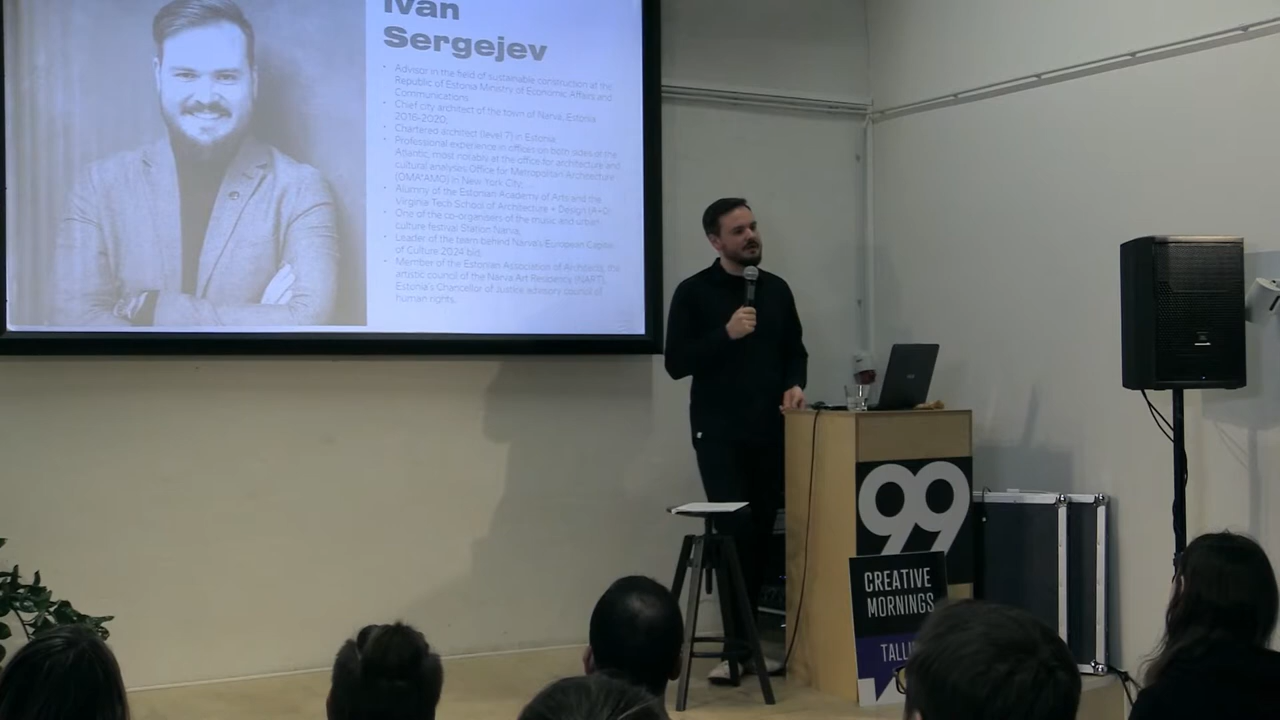 Ivan
Sergejev
• Advisor in the field of sustainable construction at the
Republic of Estonia Ministry of Economic Affairs and
Communications.
• Chief city architect of the town of Narva, Estonia
2016-2020.
• Chartered architect (level 7) in Estonia.
• Professional experience in offices on both sides of the
Atlantic, most notably at the office for architecture and
cultural analysis Office for Metropolitan Architecture
(OMA*AMO) in New York City.
• Alumny of the Estonian Academy of Arts and the
Virginia Tech School of Architecture + Design (A+D)
• One of the co-organisers of the music and urban
culture festival Station Narva,
• Leader of the team behind Narva's European Capital
of Culture 2024 bid.
• Member of the Estonian Association of Architects, the
artistic council of the Narva Art Residency (NART),
Estonia's Chancellor of Justice advisory council of
human rights.
99
CREATIVE
MORNINGS